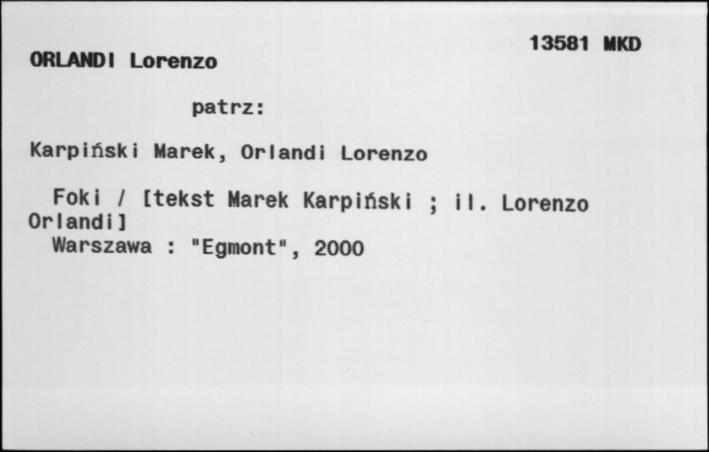 13581 MKD
ORLANDI Lorenzo
patrz:
Karpiński Marek, Orlandi Lorenzo
Foki / [tekst Marek Karpiński ; il. Lorenzo
Orlandi]
Warszawa : "Egmont", 2000